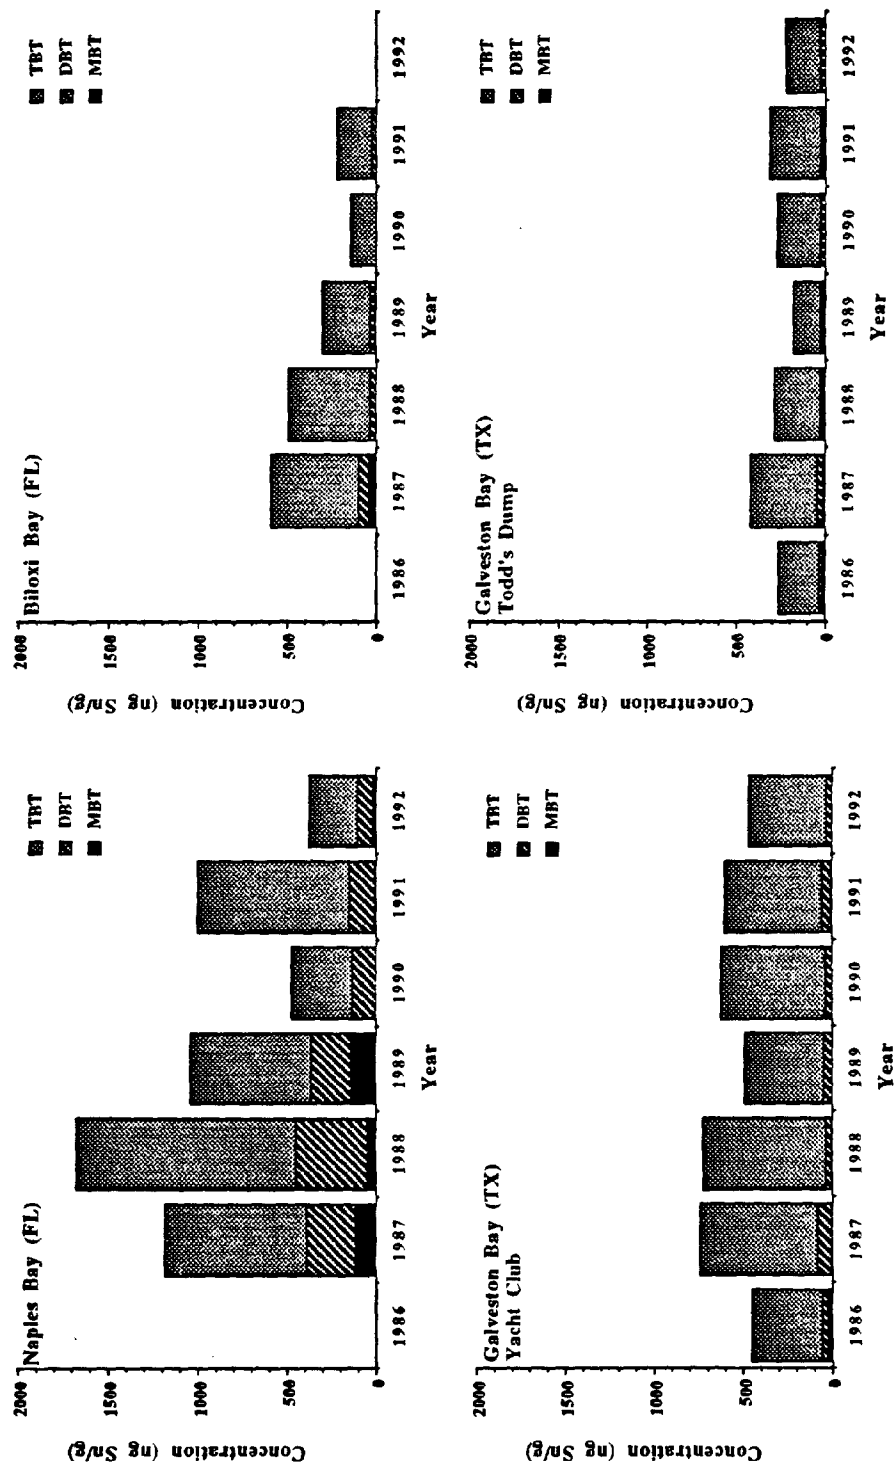 Naples Bay (FL)
TBT
DBT
MBT
Concentration (ng Sn/g)
2000
1500
1000
500
0
1986
1987
1988
1989
1990
1991
1992
Year
Biloxi Bay (FL)
TBT
DBT
MBT
Concentration (ng Sn/g)
2000
1500
1000
500
0
1986
1987
1988
1989
1990
1991
1992
Year
Galveston Bay (TX)
Yacht Club
TBT
DBT
MBT
Concentration (ng Sn/g)
2000
1500
1000
500
0
1986
1987
1988
1989
1990
1991
1992
Year
Galveston Bay (TX)
Todd's Dump
TBT
DBT
MBT
Concentration (ng Sn/g)
2000
1500
1000
500
0
1986
1987
1988
1989
1990
1991
1992
Year